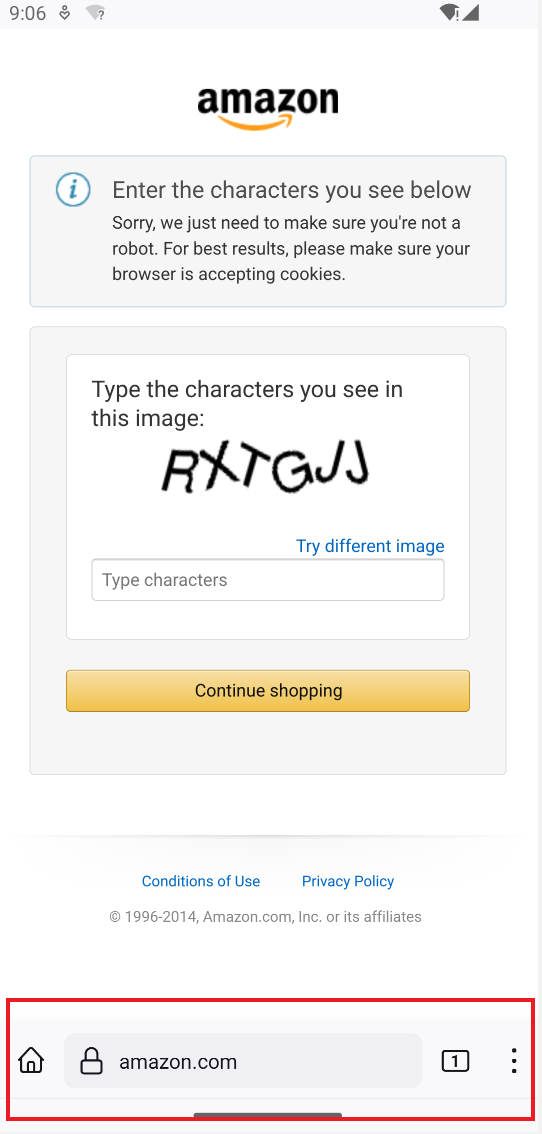 9:06
amazon
Enter the characters you see below
Sorry, we just need to make sure you're not a
robot. For best results, please make sure your
browser is accepting cookies.
Type the characters you see in
this image:
RXTGJJ
Try different image
Type characters
Continue shopping
Conditions of Use Privacy Policy
© 1996-2014, Amazon.com, Inc. or its affiliates
amazon.com 1